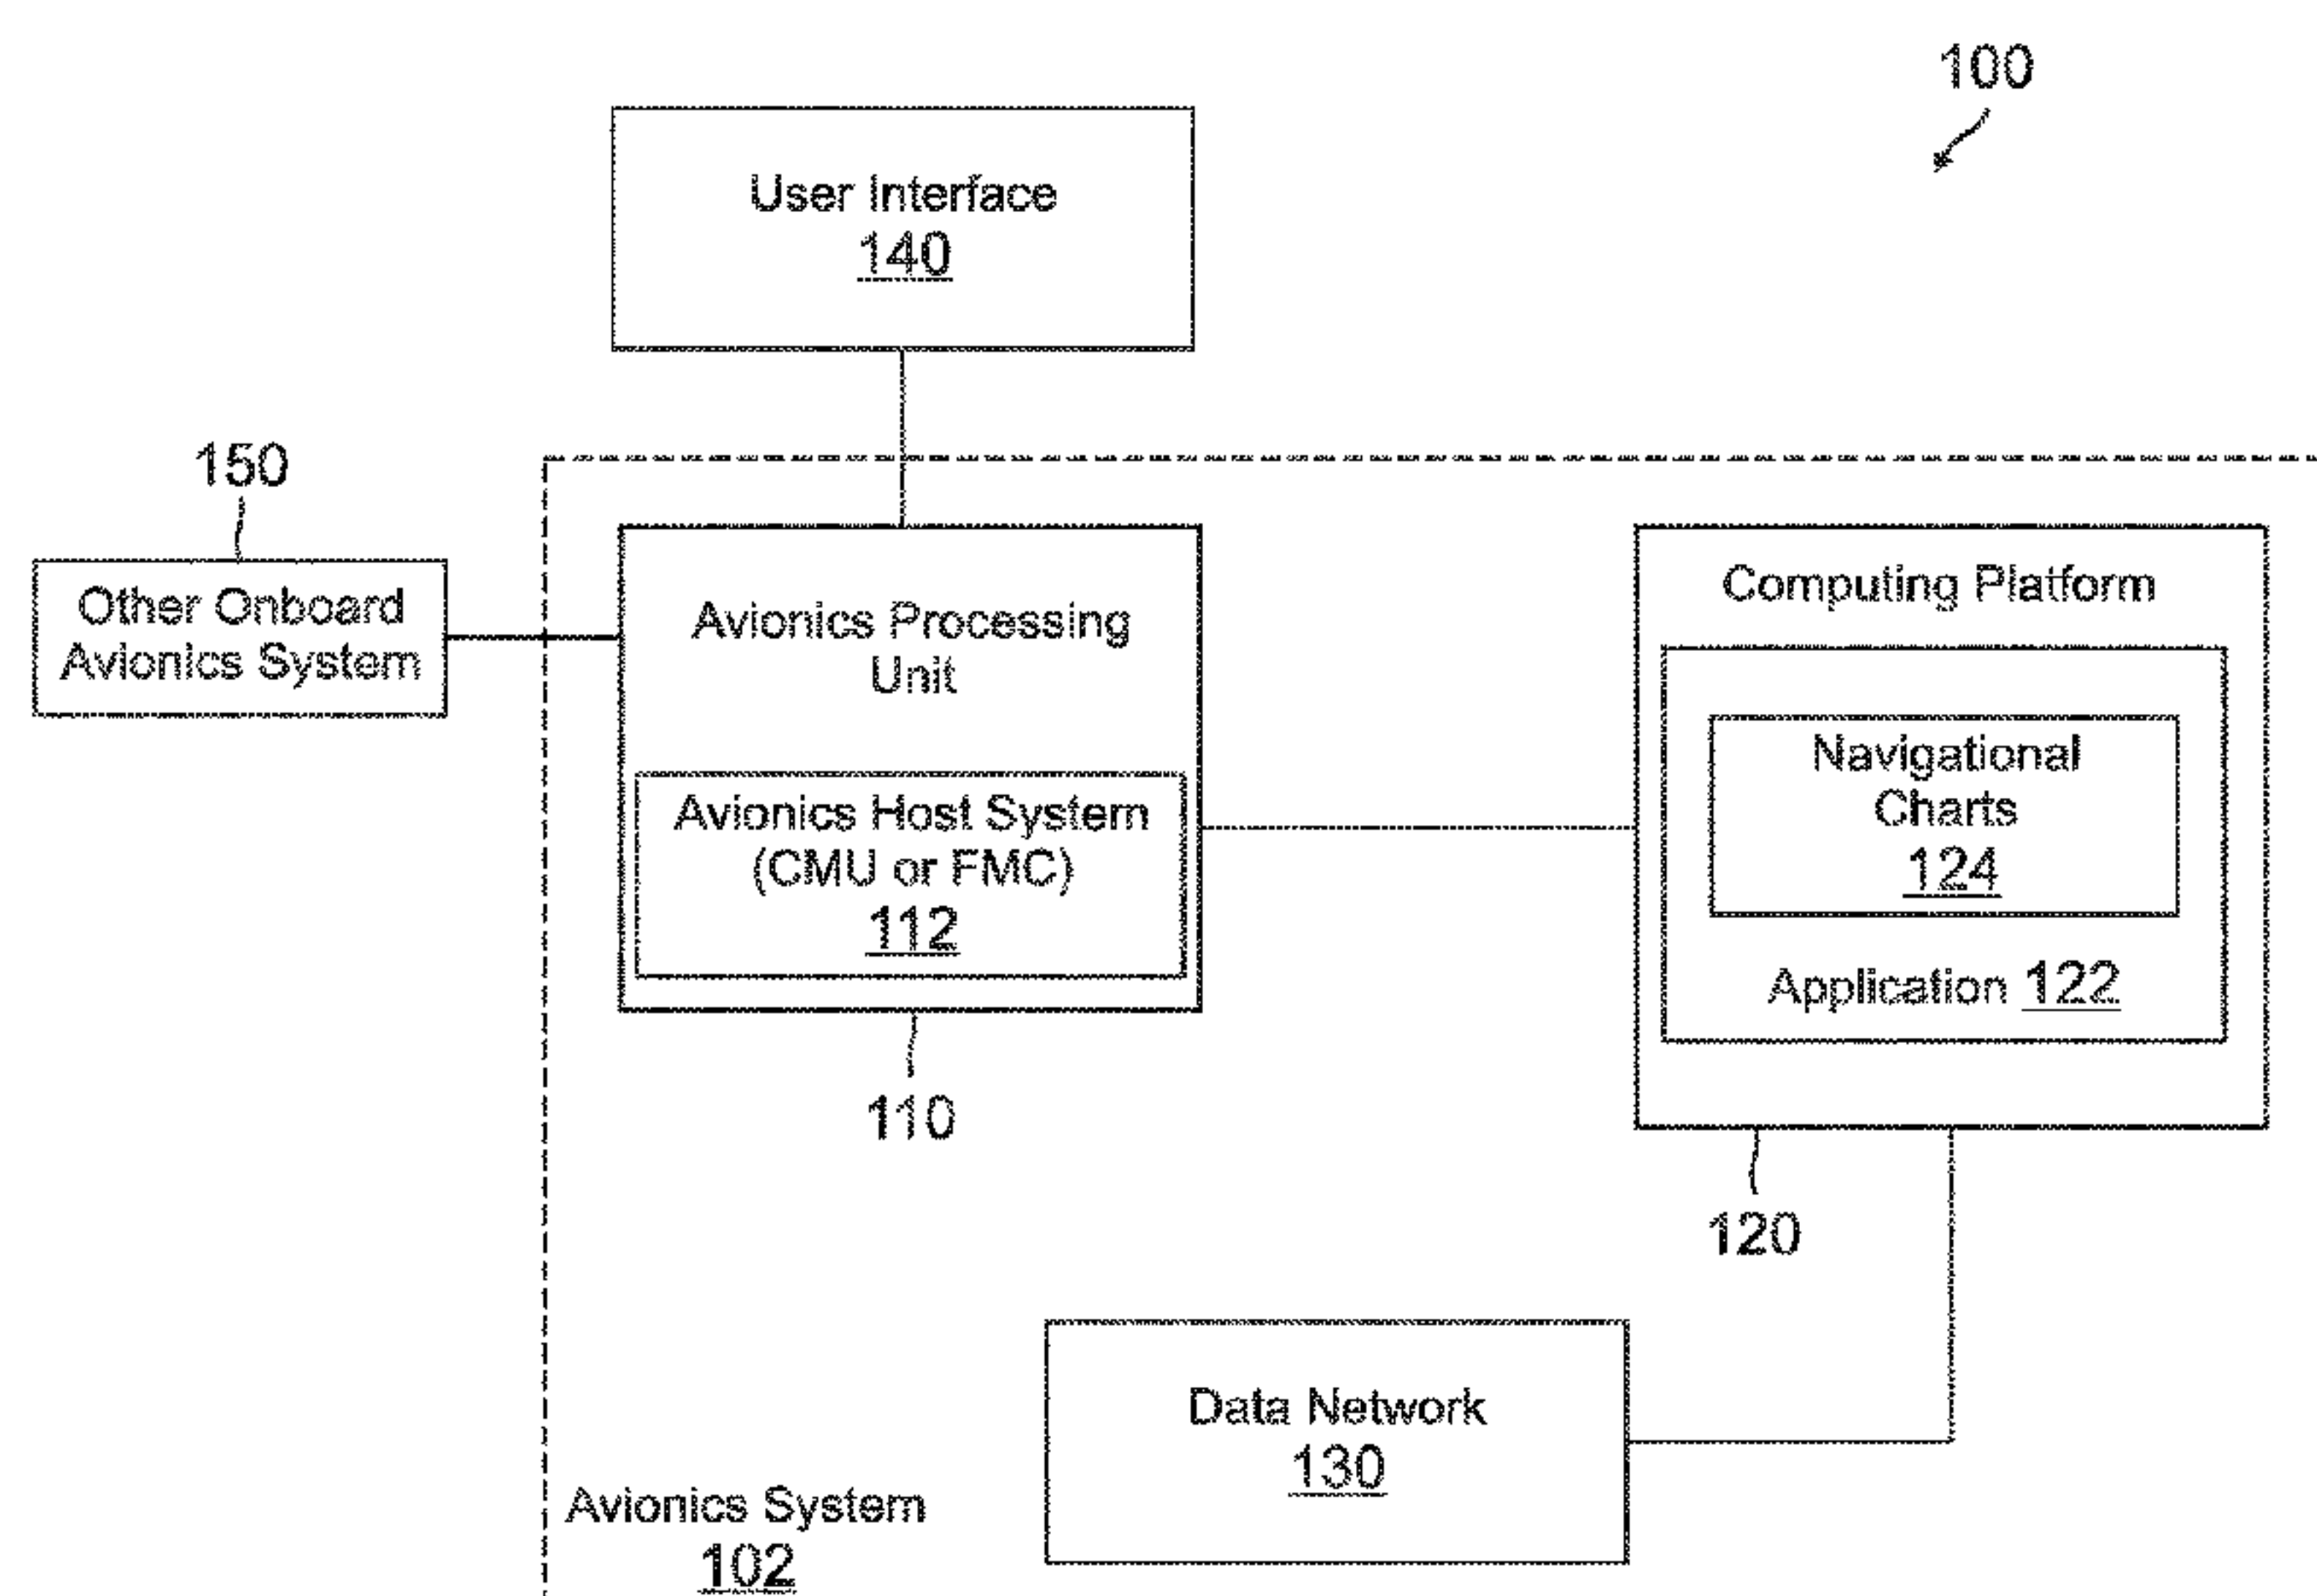 100
User Interface
140
150
Other Onboard
Avionics System
Avionics Processing
Unit
Avionics Host System
(CMU or FMC)
112
110
Computing Platform
Navigational
Charts
124
Application 122
120
Data Network
130
Avionics System
102